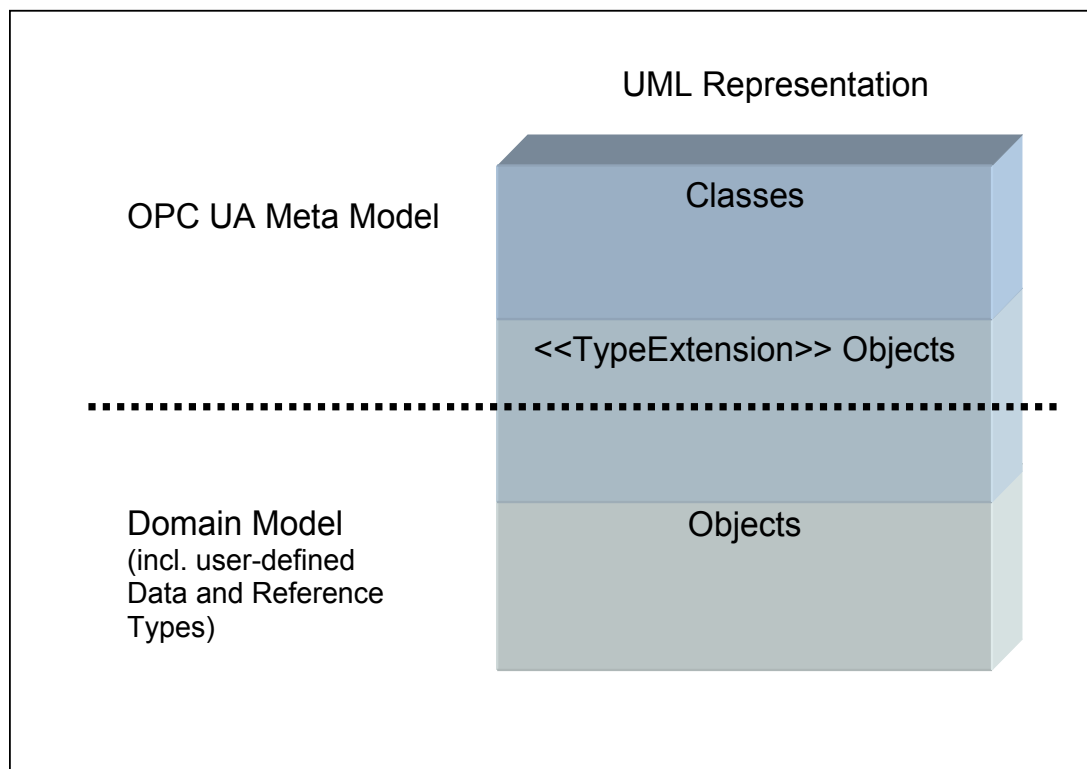 UML Representation
Classes
OPC UA Meta Model
<<TypeExtension>> Objects
Domain Model
(incl. user-defined
Data and Reference
Types)
Objects